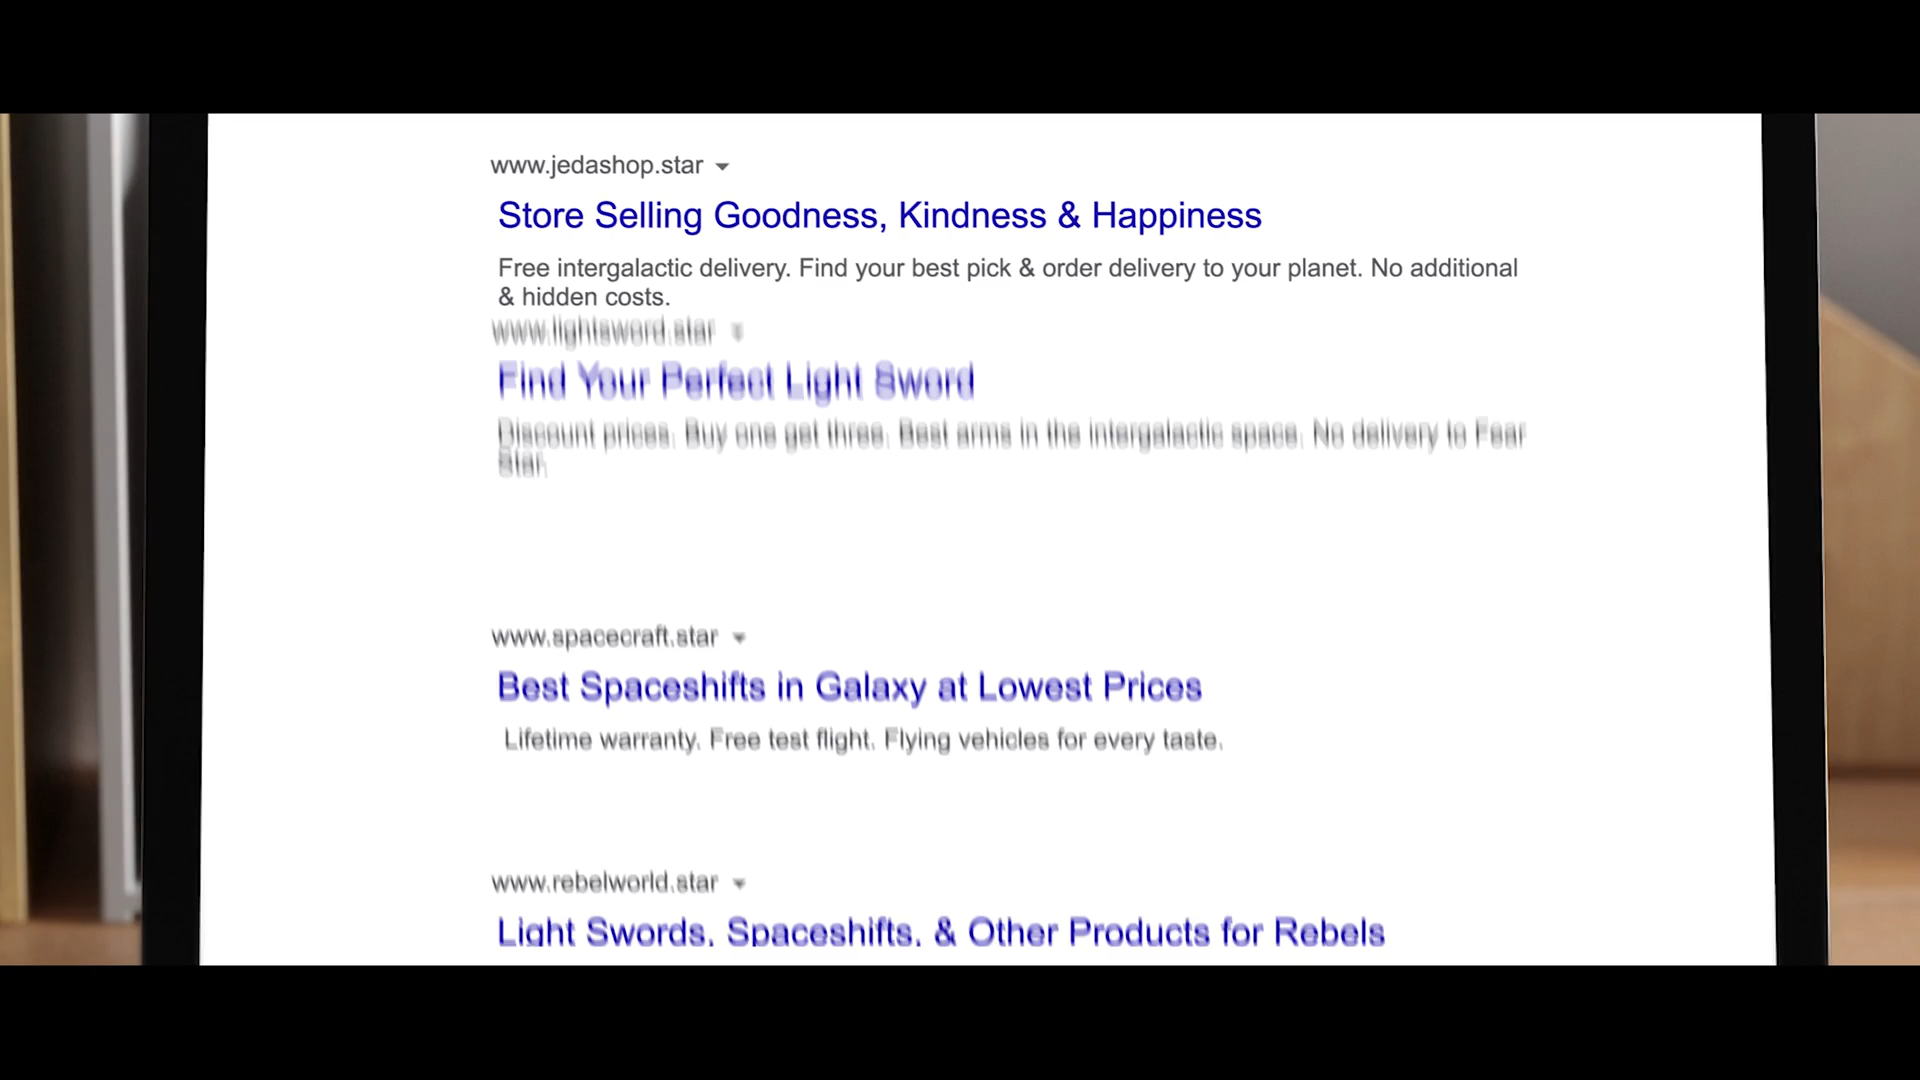 www.jedashop.star
Store Selling Goodness, Kindness & Happiness
Free intergalactic delivery. Find your best pick & order delivery to your planet. No additional
& hidden costs.
www.lightsword.star
Find Your Perfect Light Sword
Discount prices. Buy one get three. Best arms in the intergalactic space. No delivery to Fear
Star.
www.spacecraft.star
Best Spaceshifts in Galaxy at Lowest Prices
Lifetime warranty. Free test flight. Flying vehicles for every taste.
www.rebelworld.star
Light Swords, Spaceshifts, & Other Products for Rebels